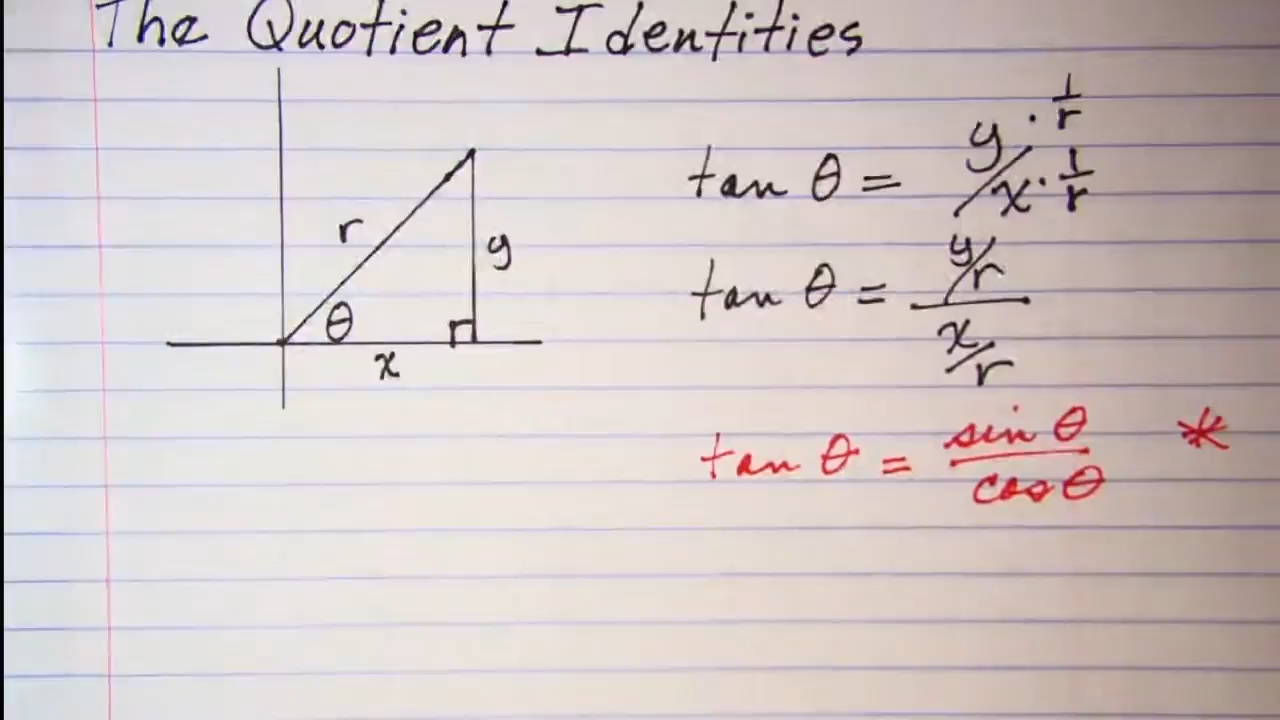 The Quotient Identities
r
y
θ
x
tan θ = y · 1/r / x · 1/r
tan θ = y/r / x/r
tan θ = sin θ / cos θ *